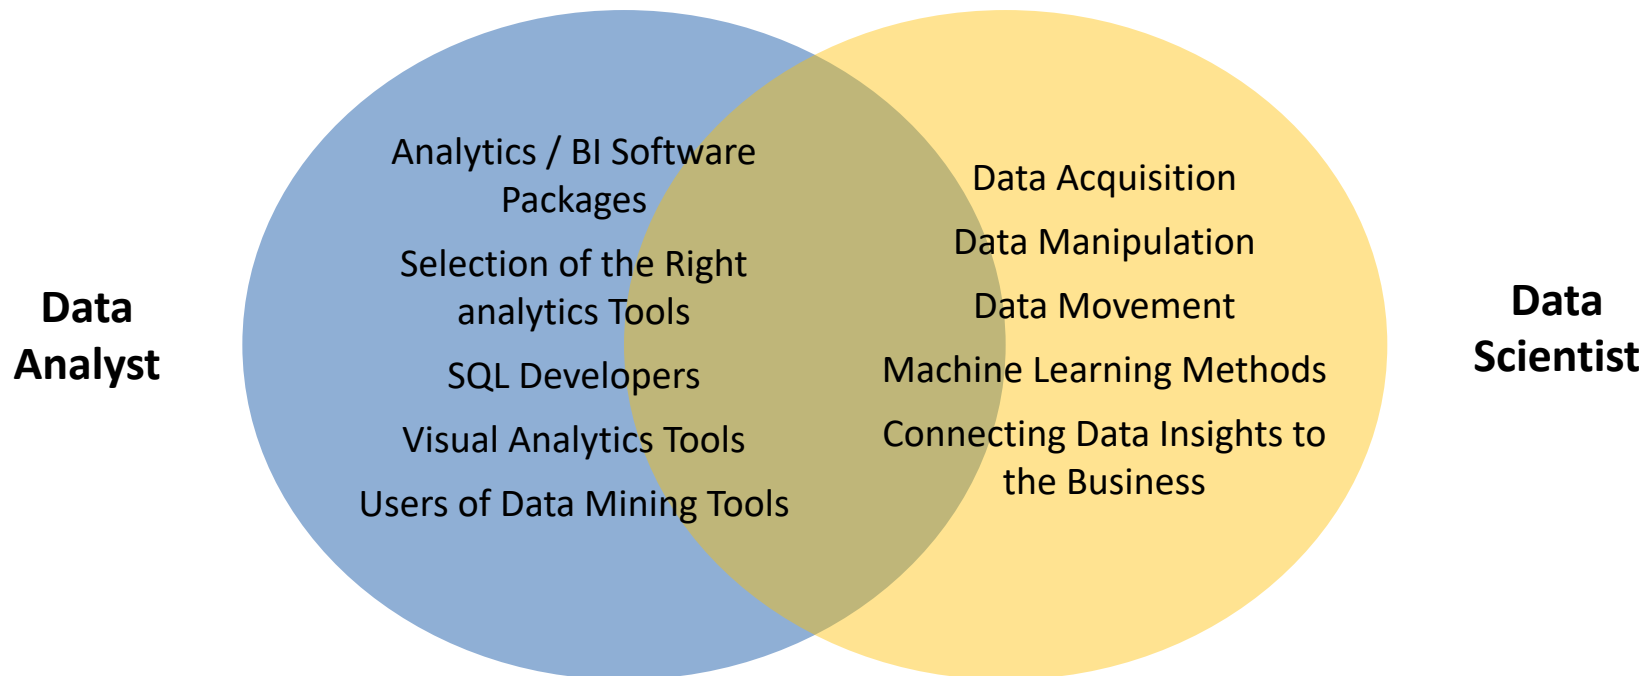 Data
Analyst
Analytics / BI Software
Packages
Selection of the Right
analytics Tools
SQL Developers
Visual Analytics Tools
Users of Data Mining Tools
Data Acquisition
Data Manipulation
Data Movement
Machine Learning Methods
Connecting Data Insights to
the Business
Data
Scientist